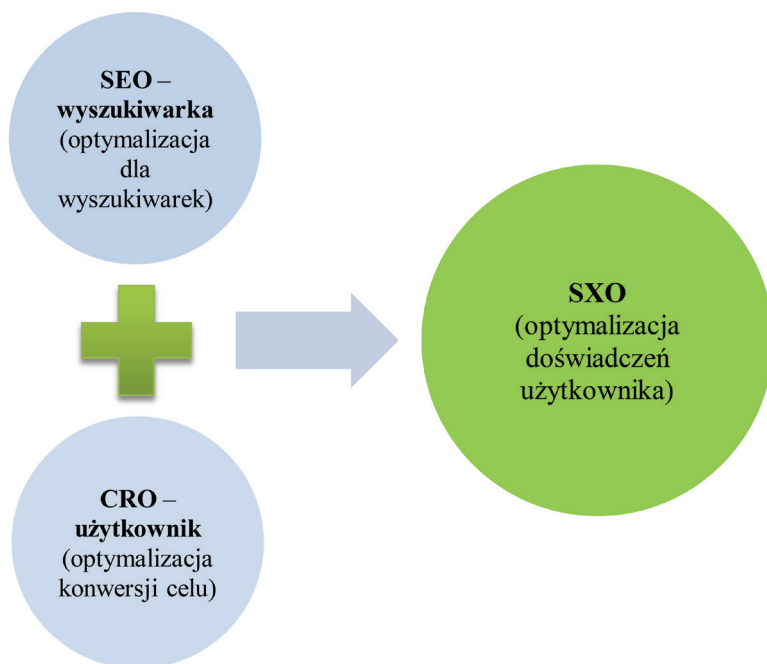 SEO –
wyszukiwarka
(optymalizacja
dla
wyszukiwarek)
CRO –
użytkownik
(optymalizacja
konwersji celu)
SXO
(optymalizacja
doświadczeń
użytkownika)